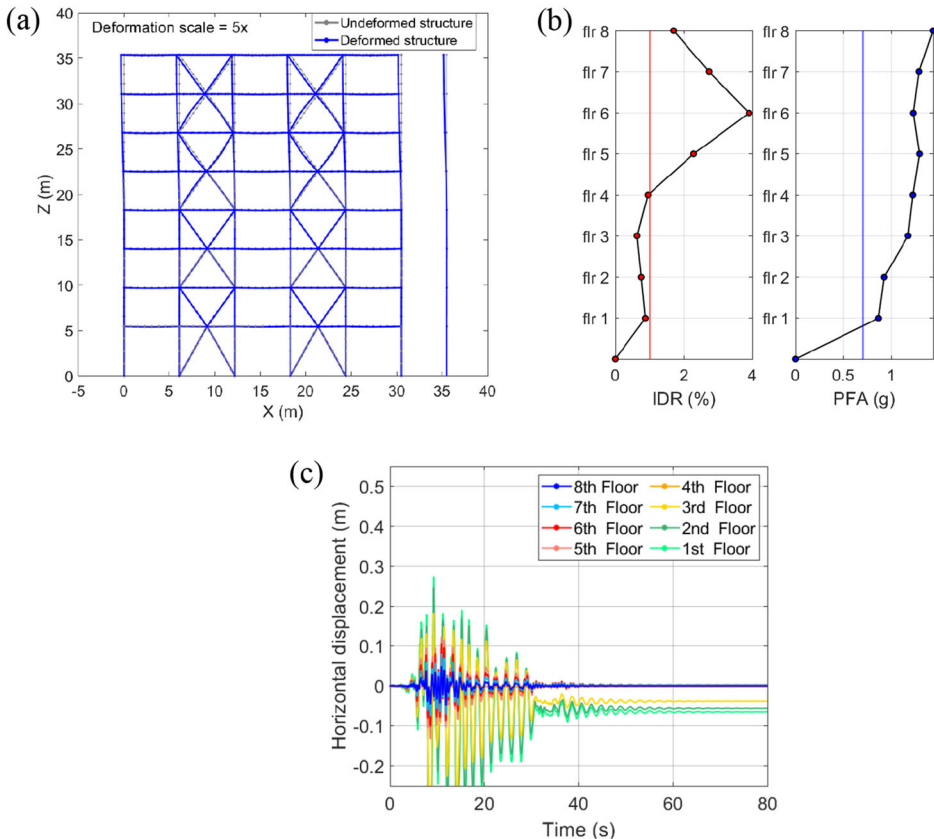 (a)
Deformation scale = 5x
Undeformed structure
Deformed structure
40
35
30
25
20
15
10
5
0
Z (m)
-5 0 5 10 15 20 25 30 35 40
X (m)
(b)
flr 8
flr 7
flr 6
flr 5
flr 4
flr 3
flr 2
flr 1
0 2 4
IDR (%)
flr 8
flr 7
flr 6
flr 5
flr 4
flr 3
flr 2
flr 1
0 0.5 1
PFA (g)
(c)
8th Floor 4th Floor
7th Floor 3rd Floor
6th Floor 2nd Floor
5th Floor 1st Floor
0.5
0.4
0.3
0.2
0.1
0
-0.1
-0.2
Horizontal displacement (m)
0 20 40 60 80
Time (s)